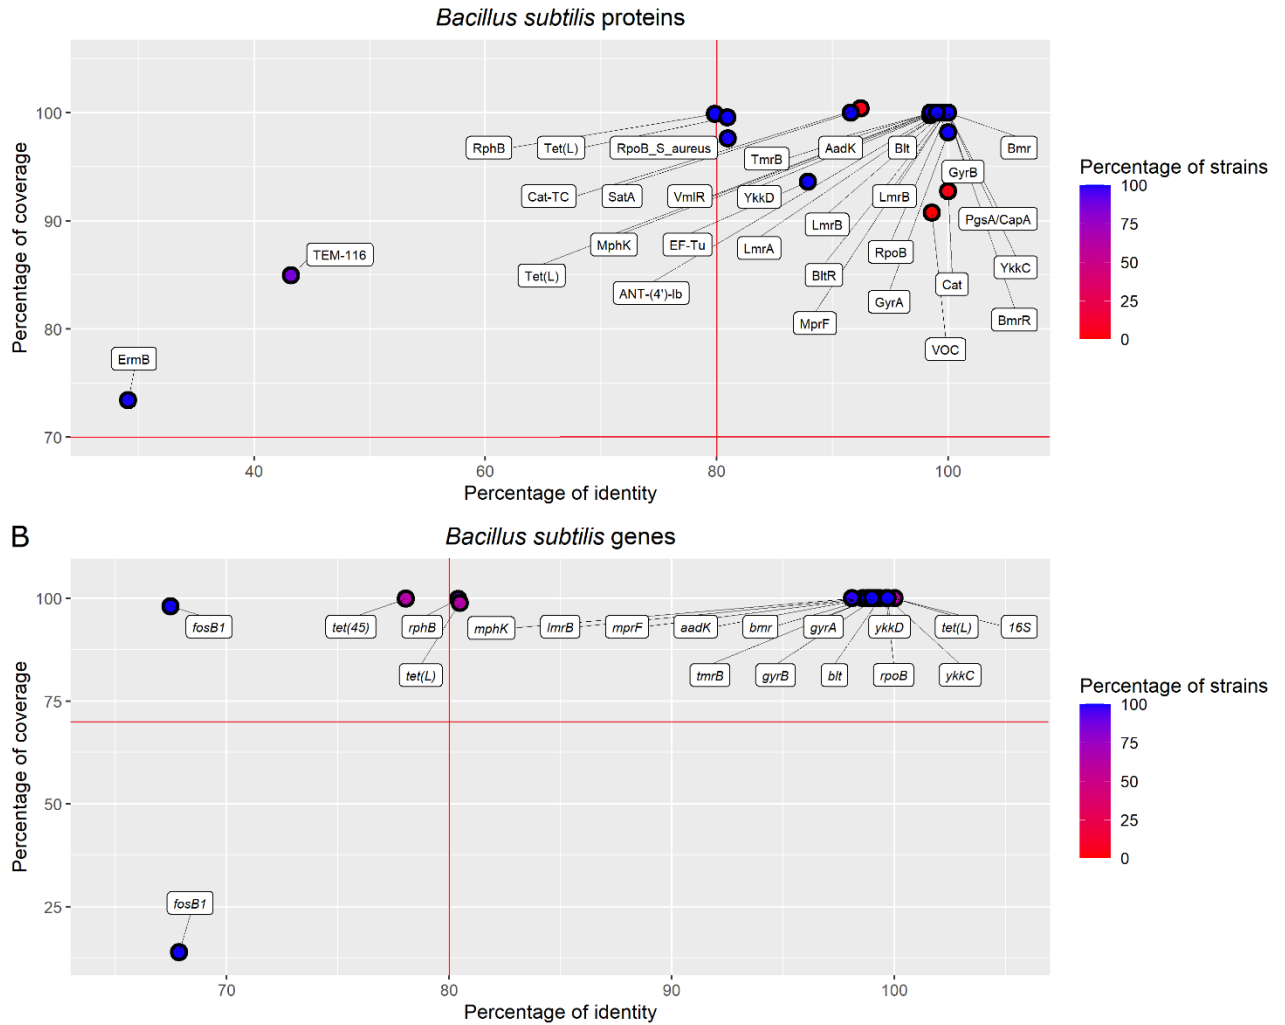 Bacillus subtilis proteins
100
90
80
70
Percentage of coverage
RphB
Tet(L)
RpoB_S_aureus
TmrB
AadK
Blt
Bmr
GyrB
Cat-TC
SatA
VmlR
YkkD
LmrB
PgsA/CapA
LmrB
MphK
EF-Tu
LmrA
RpoB
TEM-116
Tet(L)
BltR
YkkC
Cat
ANT-(4')-Ib
GyrA
MprF
BmrR
VOC
ErmB
40
60
80
100
Percentage of identity
Percentage of strains
100
75
50
25
0
B
Bacillus subtilis genes
100
75
50
25
Percentage of coverage
fosB1
tet(45)
rphB
mphK
lmrB
mprF
aadK
bmr
gyrA
ykkD
tet(L)
16S
tet(L)
tmrB
gyrB
blt
rpoB
ykkC
fosB1
70
80
90
100
Percentage of identity
Percentage of strains
100
75
50
25
0